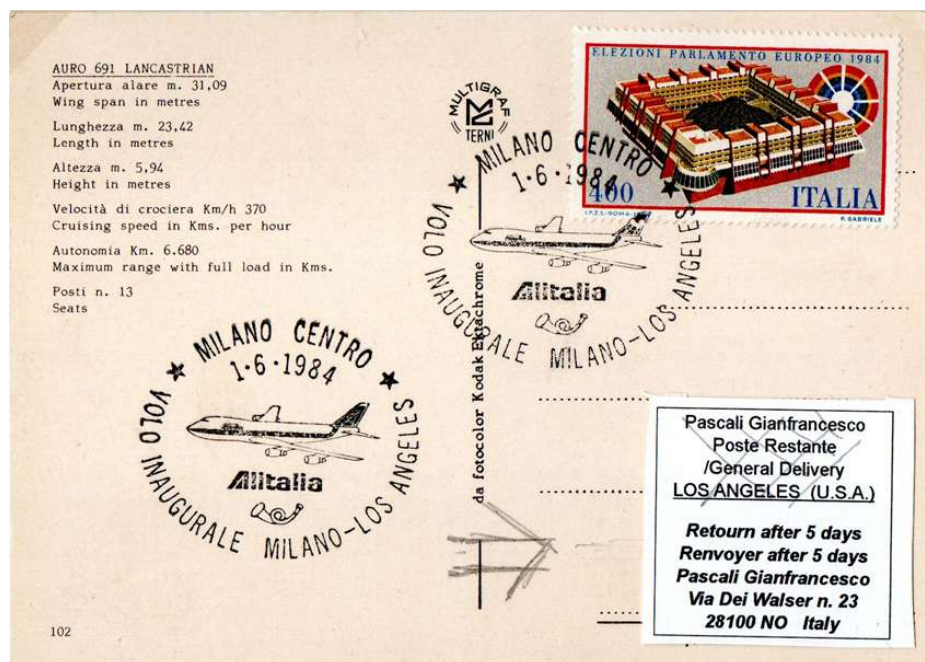 AURO 691 LANCASTRIAN
Apertura alare m. 31,09
Wing span in metres
Lunghezza m. 23,42
Length in metres
Altezza m. 5,94
Height in metres
Velocità di crociera Km/h 370
Cruising speed in Kms. per hour
Autonomia Km. 6.680
Maximum range with full load in Kms.
Posti n. 13
Seats
102
MULTIGRAF
TERNI
da fotocolor Kodak Ektachrome
ELEZIONI PARLAMENTO EUROPEO 1984
400
ITALIA
P. GABRIELE
MILANO CENTRO
1·6·1984
Alitalia
VOLO INAUGURALE MILANO-LOS ANGELES
MILANO CENTRO
1·6·1984
Alitalia
VOLO INAUGURALE MILANO-LOS ANGELES
Pascali Gianfrancesco
Poste Restante
/General Delivery
LOS ANGELES (U.S.A.)
Retourn after 5 days
Renvoyer after 5 days
Pascali Gianfrancesco
Via Dei Walser n. 23
28100 NO Italy